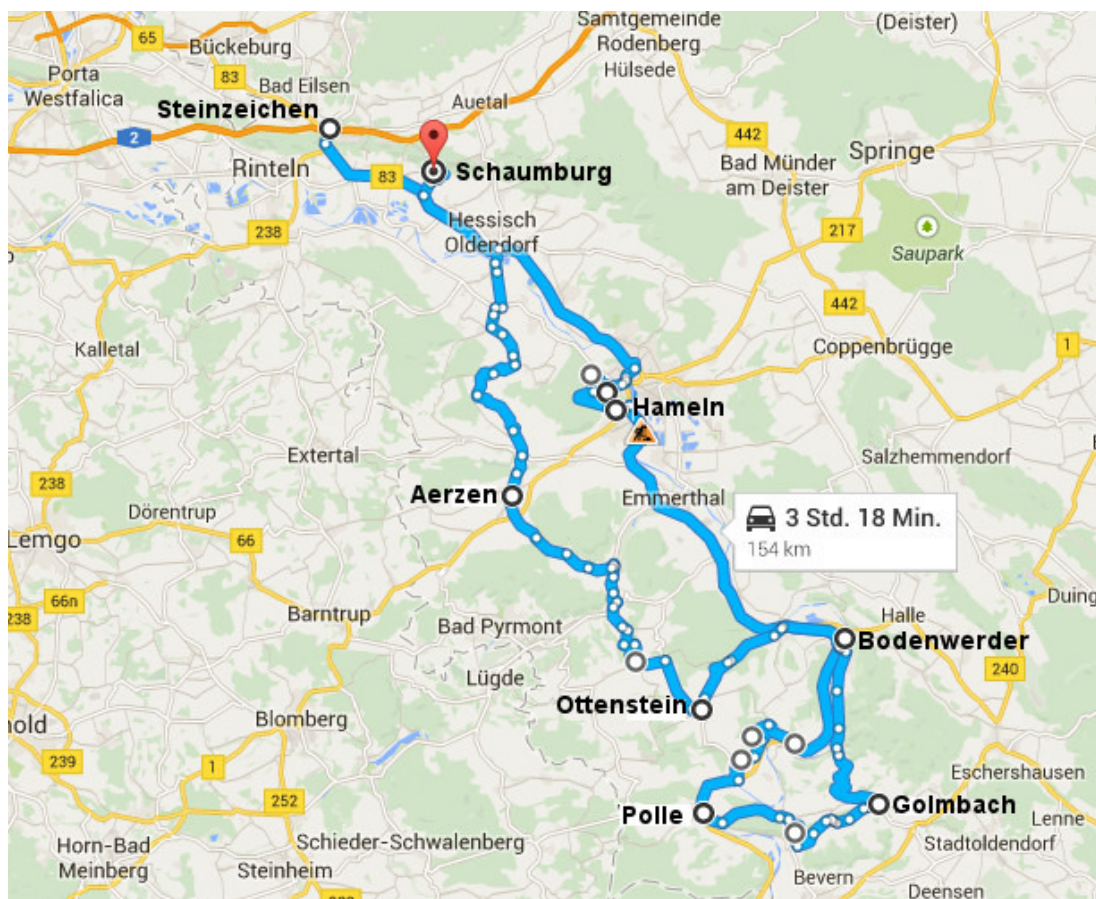 Samtgemeinde
Rodenberg
(Deister)
65
Bückeburg
Hülsede
Porta
Westfalica
83
Bad Eilsen
Auetal
Steinzeichen
2
442
Springe
Rinteln
83
Schaumburg
Bad Münder
am Deister
Hessisch
Oldendorf
238
217
Saupark
442
Kalletal
Coppenbrügge
1
Hameln
Extertal
Salzhemmendorf
238
Aerzen
Emmerthal
Dörentrup
3 Std. 18 Min.
154 km
Lemgo
66
66n
Duing
238
Barntrup
Bad Pyrmont
Halle
Bodenwerder
Lügde
240
Ottenstein
Blomberg
nold
239
1
Eschershausen
252
Polle
Golmbach
Lenne
Horn-Bad
Meinberg
Schieder-Schwalenberg
Stadtoldendorf
Steinheim
Bevern
Deensen